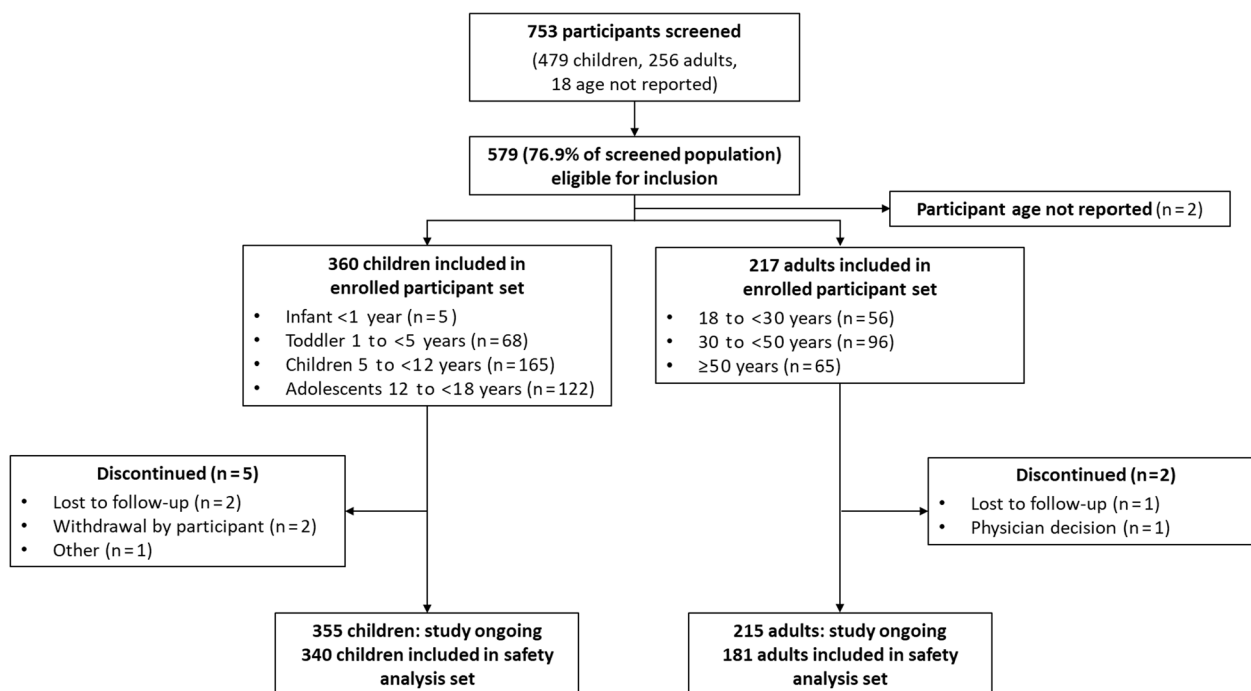 753 participants screened
(479 children, 256 adults,
18 age not reported)
579 (76.9% of screened population)
eligible for inclusion
Participant age not reported (n=2)
360 children included in
enrolled participant set
• Infant <1 year (n=5)
• Toddler 1 to <5 years (n=68)
• Children 5 to <12 years (n=165)
• Adolescents 12 to <18 years (n=122)
217 adults included in
enrolled participant set
• 18 to <30 years (n=56)
• 30 to <50 years (n=96)
• ≥50 years (n=65)
Discontinued (n=5)
• Lost to follow-up (n=2)
• Withdrawal by participant (n=2)
• Other (n=1)
Discontinued (n=2)
• Lost to follow-up (n=1)
• Physician decision (n=1)
355 children: study ongoing
340 children included in safety
analysis set
215 adults: study ongoing
181 adults included in safety
analysis set